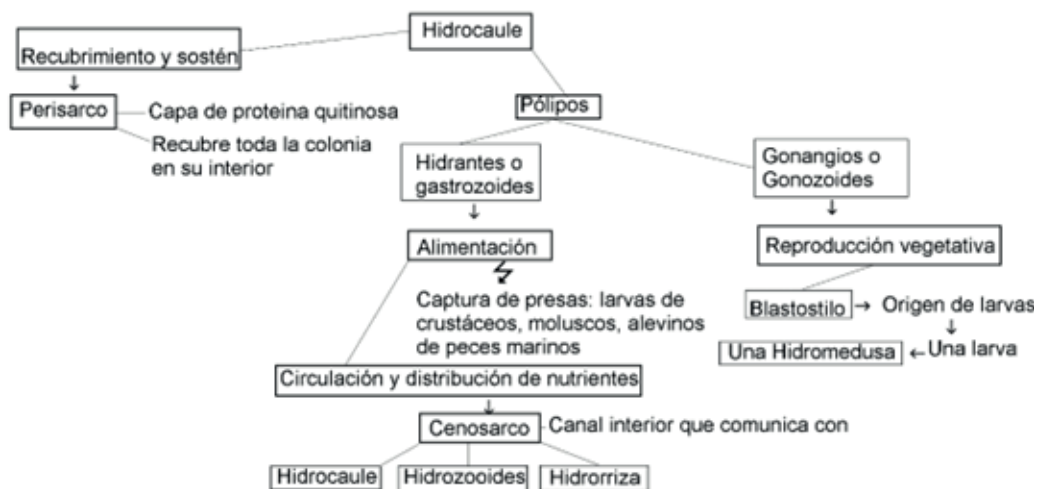 Hidrocaule
Recubrimiento y sostén
Perisarco
Capa de proteina quitinosa
Recubre toda la colonia
en su interior
Pólipos
Hidrantes o
gastrozoides
Gonangios o
Gonozoides
Alimentación
Reproducción vegetativa
Captura de presas: larvas de
crustáceos, moluscos, alevinos
de peces marinos
Blastostilo
Origen de larvas
Una Hidromedusa
Una larva
Circulación y distribución de nutrientes
Cenosarco
Canal interior que comunica con
Hidrocaule
Hidrozooides
Hidrorriza